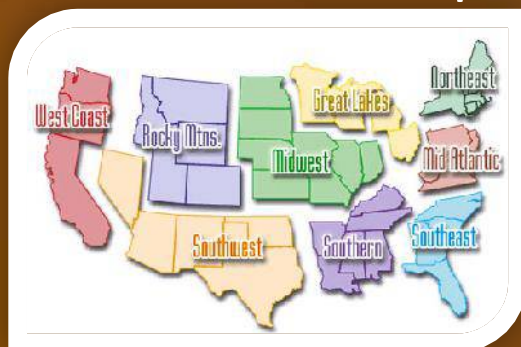 Northeast
Great Lakes
West Coast
Rocky Mtns.
Midwest
Mid Atlantic
Southwest
Southern
Southeast